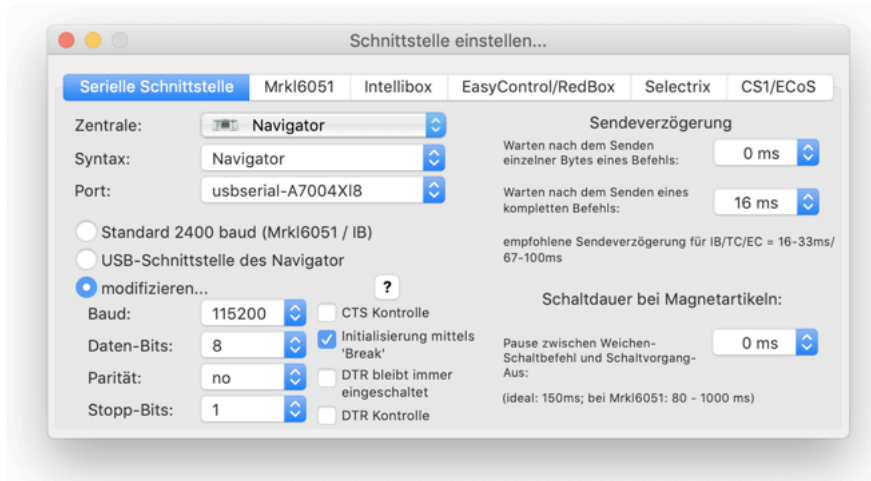 Schnittstelle einstellen...
Serielle Schnittstelle Mrkl6051 Intellibox EasyControl/RedBox Selectrix CS1/ECoS
Zentrale: Navigator
Syntax: Navigator
Port: usbserial-A7004XI8
Standard 2400 baud (Mrkl6051 / IB)
USB-Schnittstelle des Navigator
modifizieren... ?
Baud: 115200
Daten-Bits: 8
Parität: no
Stopp-Bits: 1
CTS Kontrolle
Initialisierung mittels
'Break'
DTR bleibt immer
eingeschaltet
DTR Kontrolle
Sendeverzögerung
Warten nach dem Senden
einzelner Bytes eines Befehls: 0 ms
Warten nach dem Senden eines
kompletten Befehls: 16 ms
empfohlene Sendeverzögerung für IB/TC/EC = 16-33ms/
67-100ms
Schaltdauer bei Magnetartikeln:
Pause zwischen Weichen-
Schaltbefehl und Schaltvorgang-
Aus: 0 ms
(ideal: 150ms; bei Mrkl6051: 80 - 1000 ms)